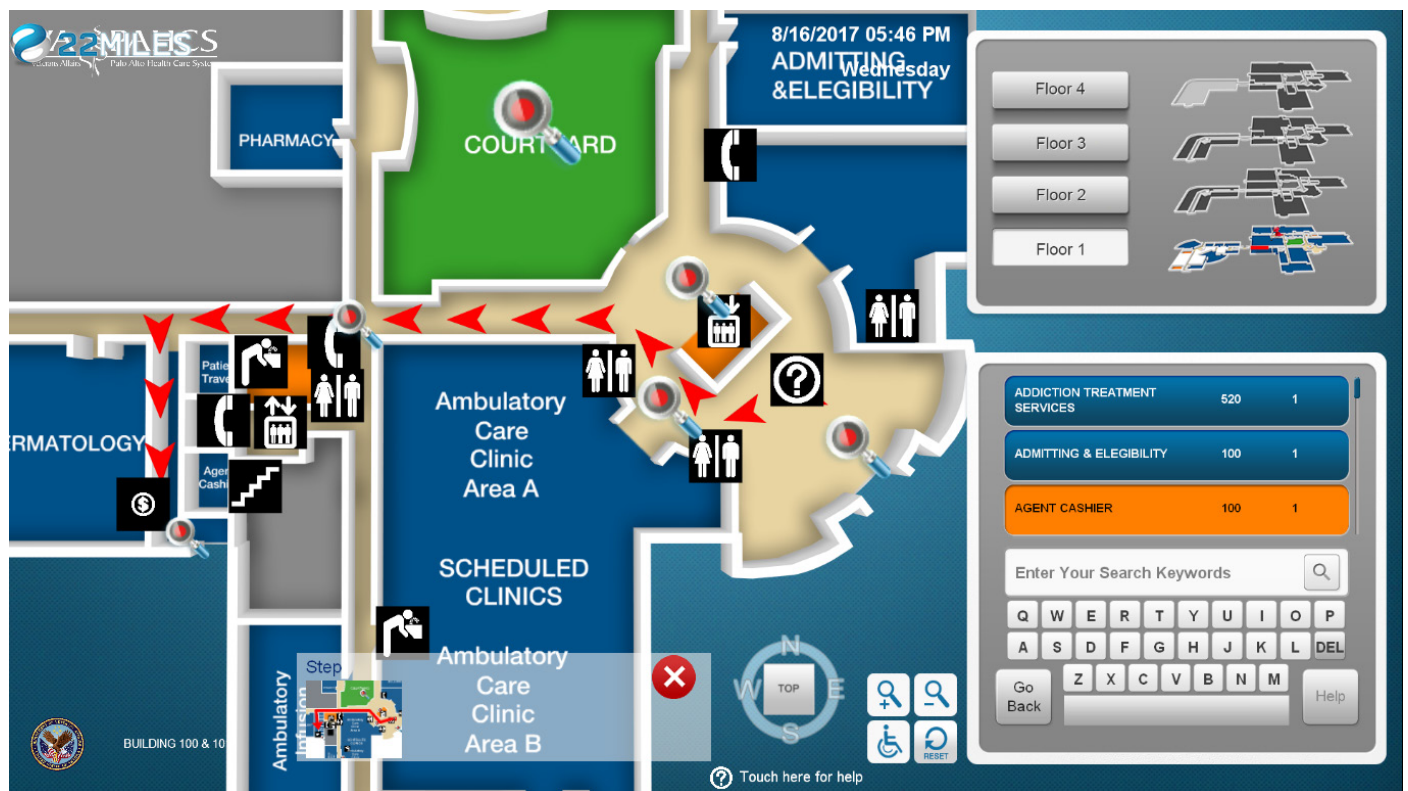 22MILES
Veterans Affairs
Palo Alto Health Care System
8/16/2017 05:46 PM
Wednesday
ADMITTING
&ELEGIBILITY
PHARMACY
COURTYARD
Patie
Trave
ERMATOLOGY
Agen
Cashi
Ambulatory
Care
Clinic
Area A
SCHEDULED
CLINICS
Ambulatory
Care
Clinic
Area B
Ambulatory
Infusion
Step
BUILDING 100 & 10
N
W
TOP
E
S
RESET
Touch here for help
Floor 4
Floor 3
Floor 2
Floor 1
ADDICTION TREATMENT
SERVICES 520 1
ADMITTING & ELEGIBILITY 100 1
AGENT CASHIER 100 1
Enter Your Search Keywords
Q W E R T Y U I O P
A S D F G H J K L DEL
Z X C V B N M
Go
Back
Help